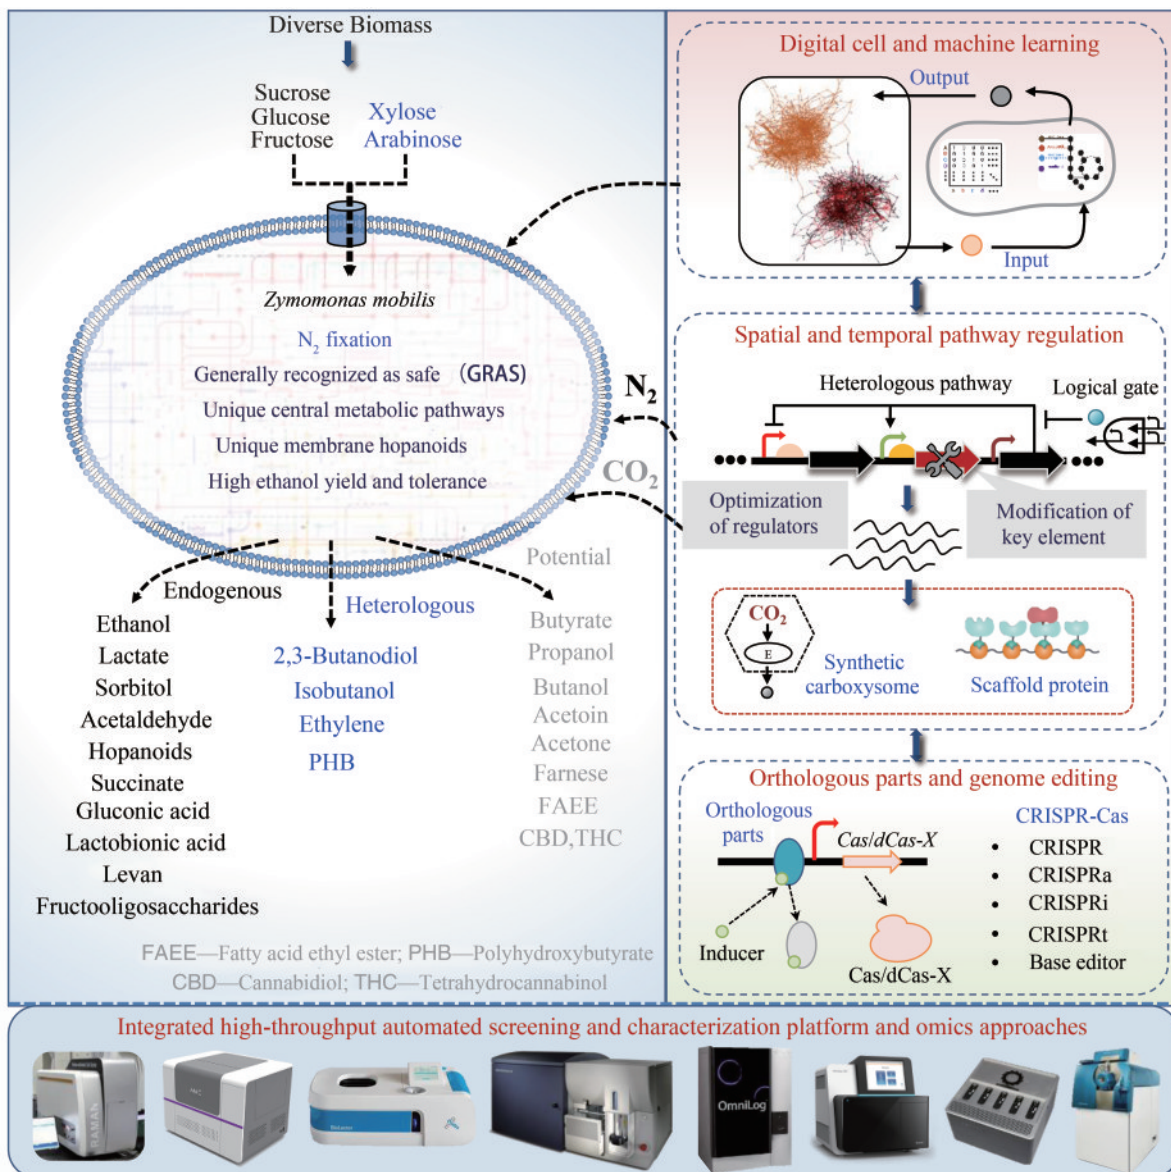 Diverse Biomass
Sucrose
Glucose
Fructose
Xylose
Arabinose
Zymomonas mobilis
N₂ fixation
Generally recognized as safe (GRAS)
Unique central metabolic pathways
Unique membrane hopanoids
High ethanol yield and tolerance
N₂
CO₂
Endogenous
Ethanol
Lactate
Sorbitol
Acetaldehyde
Hopanoids
Succinate
Gluconic acid
Lactobionic acid
Levan
Fructooligosaccharides
Heterologous
2,3-Butanodiol
Isobutanol
Ethylene
PHB
Potential
Butyrate
Propanol
Butanol
Acetoin
Acetone
Farnese
FAEE
CBD,THC
FAEE—Fatty acid ethyl ester; PHB—Polyhydroxybutyrate
CBD—Cannabidiol; THC—Tetrahydrocannabinol
Digital cell and machine learning
Output
Input
Spatial and temporal pathway regulation
Heterologous pathway
Logical gate
Optimization
of regulators
Modification of
key element
CO₂
E
Synthetic
carboxysome
Scaffold protein
Orthologous parts and genome editing
Orthologous
parts
Cas/dCas-X
Inducer
Cas/dCas-X
CRISPR-Cas
• CRISPR
• CRISPRa
• CRISPRi
• CRISPRt
• Base editor
Integrated high-throughput automated screening and characterization platform and omics approaches
RAMAN
OmniLog